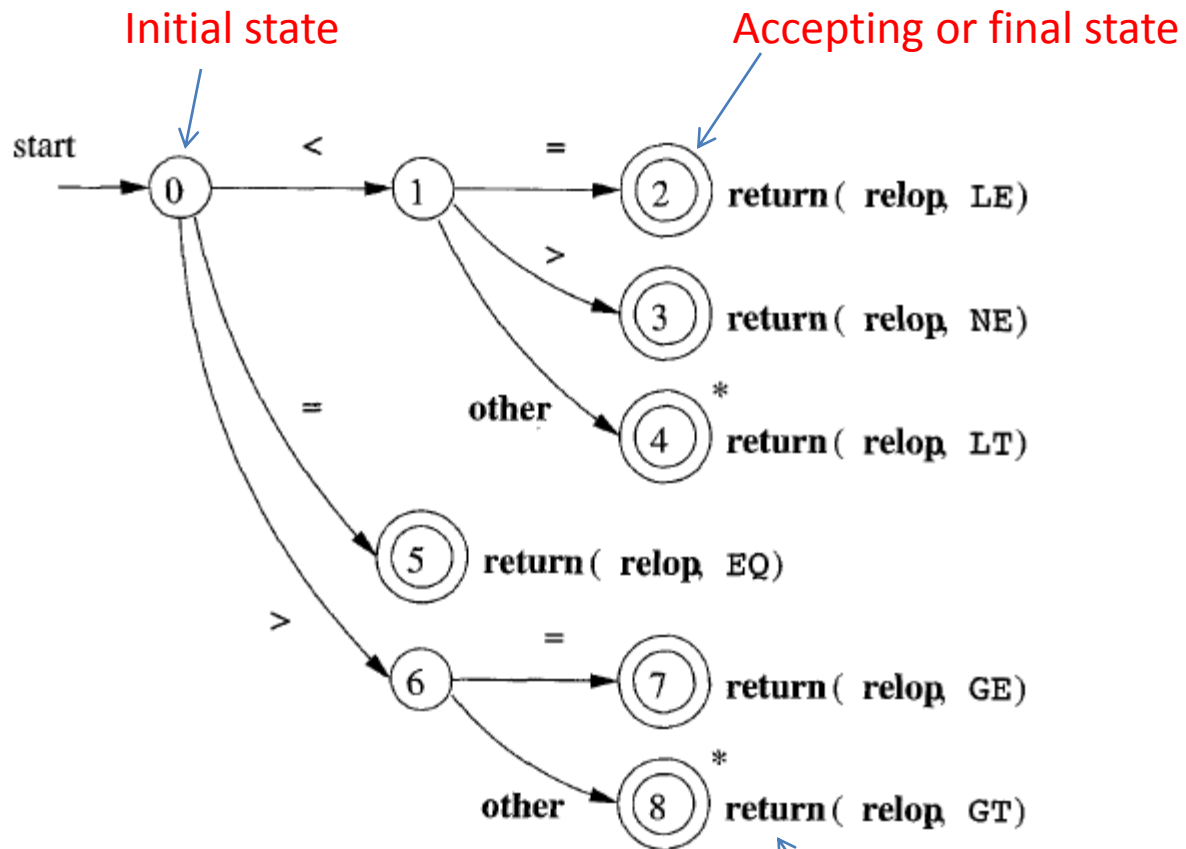 Initial state
Accepting or final state
start
<
=
0
1
2
return ( relop, LE)
>
3
return ( relop, NE)
*
other
4
return ( relop, LT)
=
5
return ( relop, EQ)
>
=
6
7
return ( relop, GE)
*
other
8
return ( relop, GT)